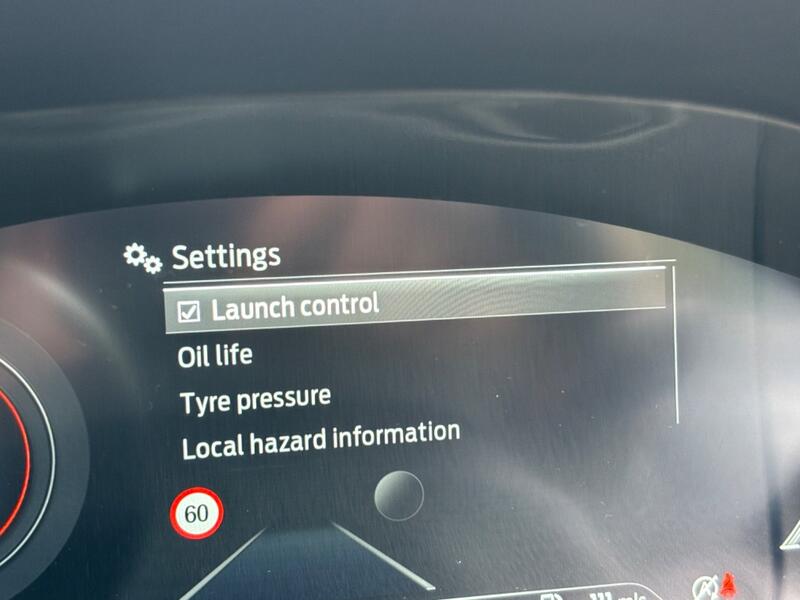 Settings
Launch control
Oil life
Tyre pressure
Local hazard information
60